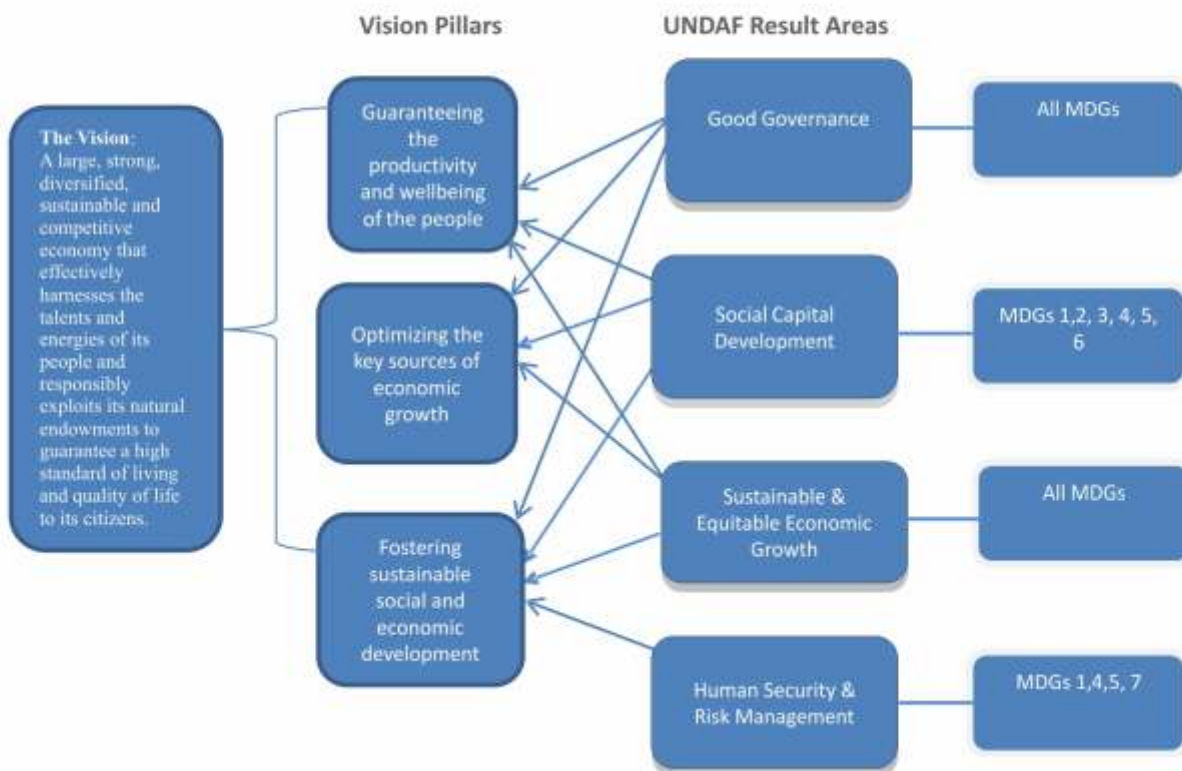 Vision Pillars
UNDAF Result Areas
The Vision:
A large, strong,
diversified,
sustainable and
competitive
economy that
effectively
harnesses the
talents and
energies of its
people and
responsibly
exploits its natural
endowments to
guarantee a high
standard of living
and quality of life
to its citizens.
Guaranteeing
the
productivity
and wellbeing
of the people
Optimizing the
key sources of
economic
growth
Fostering
sustainable
social and
economic
development
Good Governance
Social Capital
Development
Sustainable &
Equitable Economic
Growth
Human Security &
Risk Management
All MDGs
MDGs 1,2, 3, 4, 5,
6
All MDGs
MDGs 1,4,5, 7